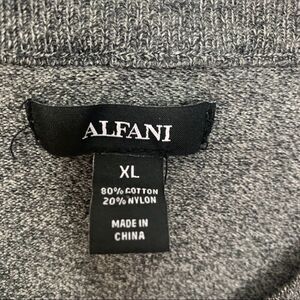 ALFANI
XL
80% COTTON
20% NYLON
MADE IN
CHINA